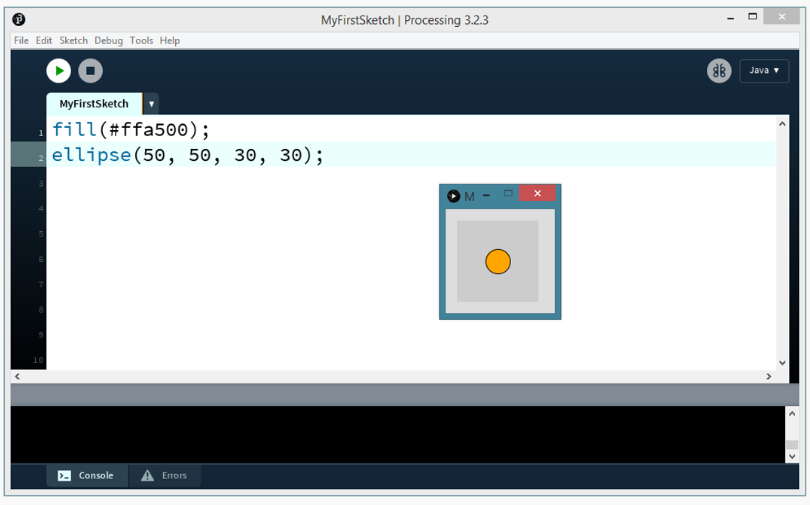 MyFirstSketch | Processing 3.2.3
File Edit Sketch Debug Tools Help
Java ▼
MyFirstSketch ▼
1 fill(#ffa500);
2 ellipse(50, 50, 30, 30);
3
M
4
5
6
7
8
9
10
Console Errors